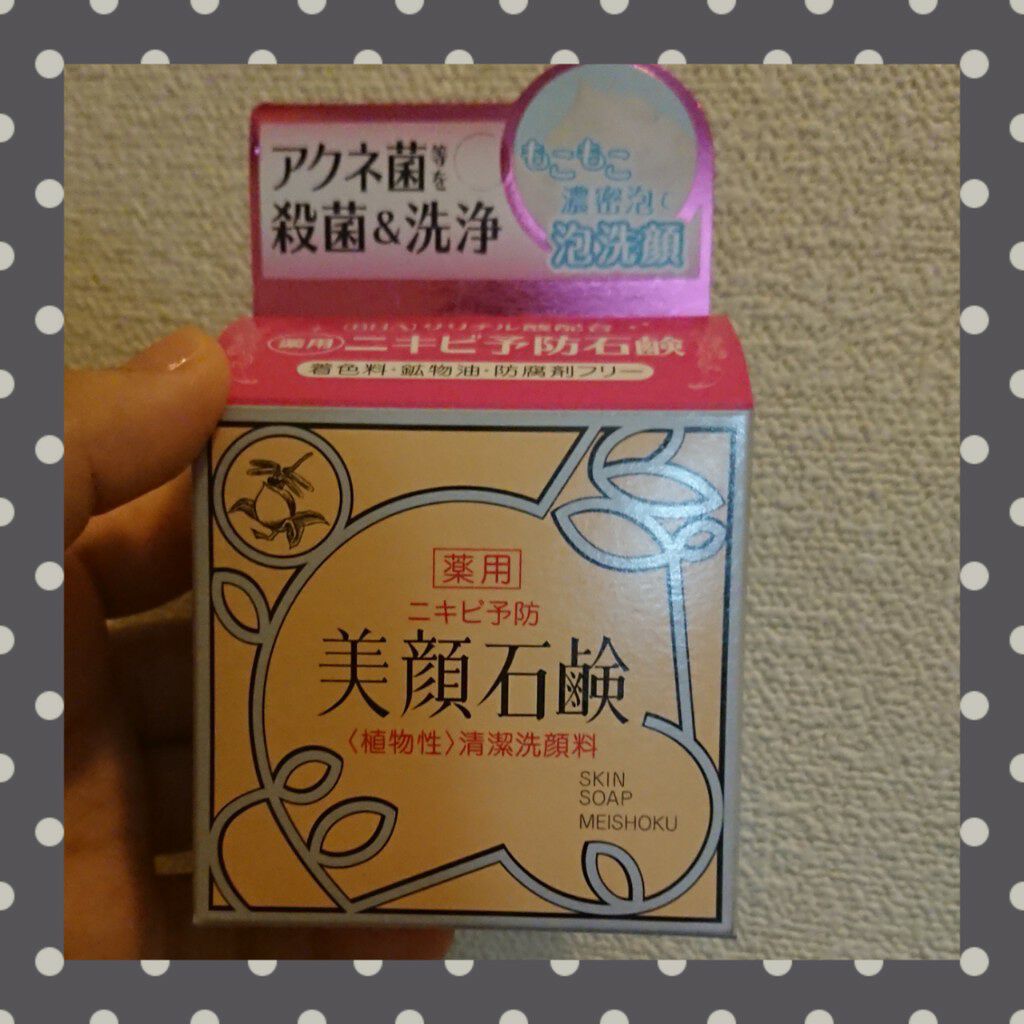 アクネ菌等を
殺菌&洗浄
もこもこ
濃密泡で
泡洗顔
(BHA)サリチル酸配合
薬用 ニキビ予防石鹸
着色料・鉱物油・防腐剤フリー
薬用
ニキビ予防
美顔石鹸
〈植物性〉清潔洗顔料
SKIN
SOAP
MEISHOKU